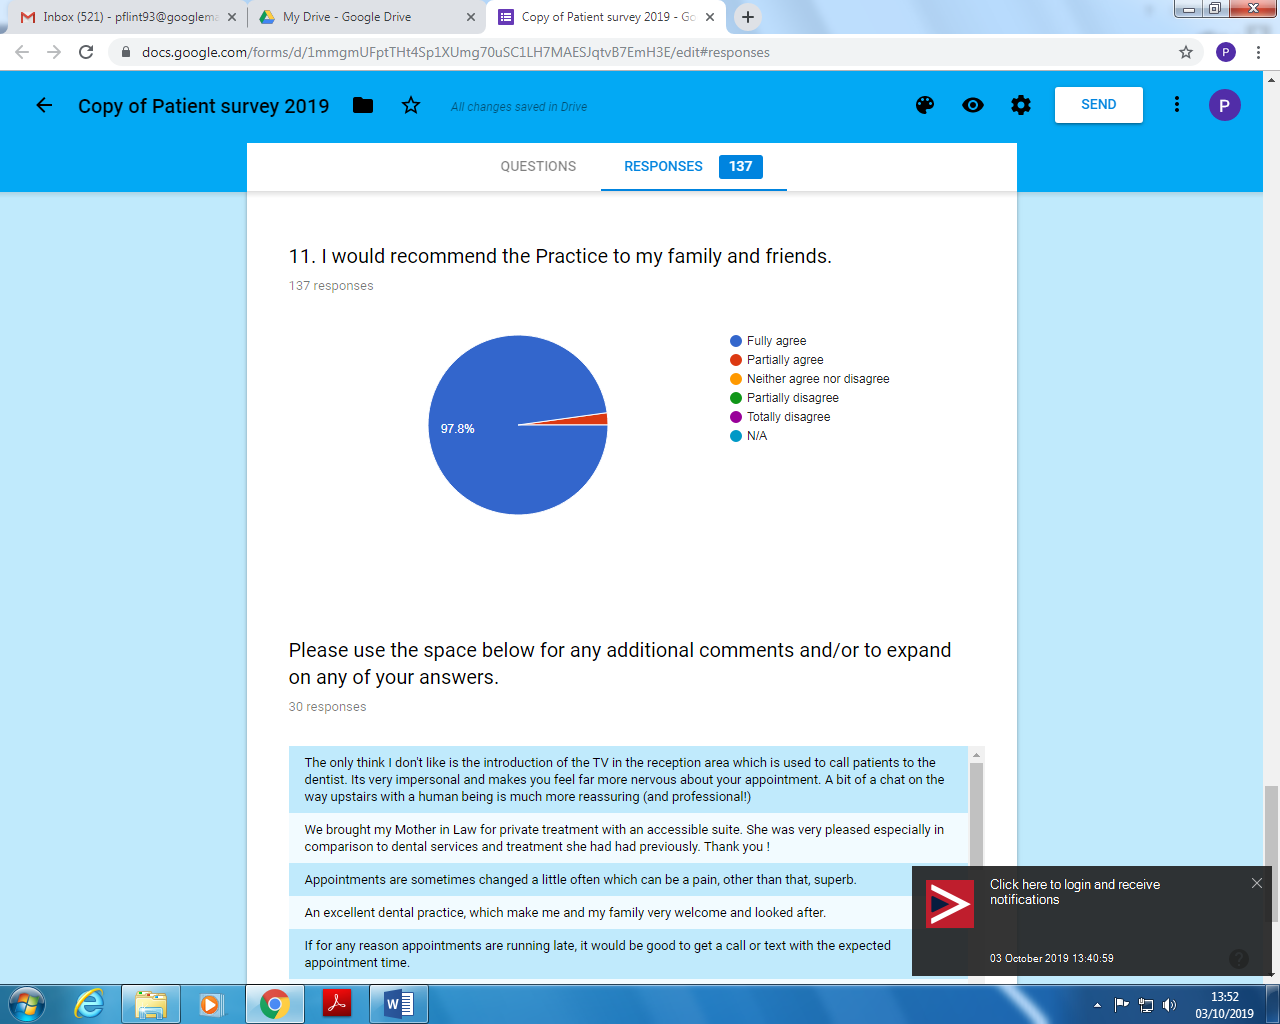 Inbox (521) - pflint93@googlema
My Drive - Google Drive
Copy of Patient survey 2019 - Go
docs.google.com/forms/d/1mmgmUFptTHt4Sp1XUmg70uSC1LH7MAESJqtvB7EmH3E/edit#responses
P
Copy of Patient survey 2019
All changes saved in Drive
SEND
P
QUESTIONS
RESPONSES 137
11. I would recommend the Practice to my family and friends.
137 responses
97.8%
Fully agree
Partially agree
Neither agree nor disagree
Partially disagree
Totally disagree
N/A
Please use the space below for any additional comments and/or to expand
on any of your answers.
30 responses
The only think I don't like is the introduction of the TV in the reception area which is used to call patients to the
dentist. Its very impersonal and makes you feel far more nervous about your appointment. A bit of a chat on the
way upstairs with a human being is much more reassuring (and professional!)
We brought my Mother in Law for private treatment with an accessible suite. She was very pleased especially in
comparison to dental services and treatment she had had previously. Thank you !
Appointments are sometimes changed a little often which can be a pain, other than that, superb.
An excellent dental practice, which make me and my family very welcome and looked after.
If for any reason appointments are running late, it would be good to get a call or text with the expected
appointment time.
Click here to login and receive
notifications
03 October 2019 13:40:59
13:52
03/10/2019